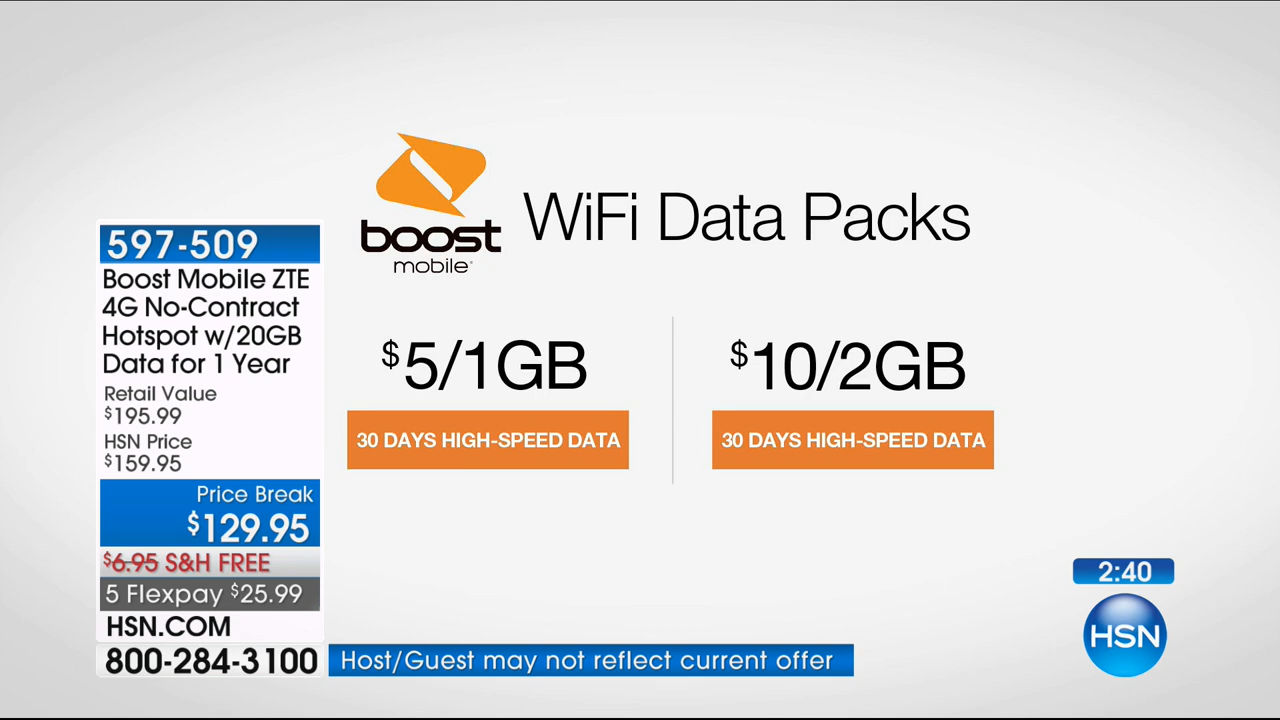 boost
mobile
WiFi Data Packs
$5/1GB
30 DAYS HIGH-SPEED DATA
$10/2GB
30 DAYS HIGH-SPEED DATA
597-509
Boost Mobile ZTE
4G No-Contract
Hotspot w/20GB
Data for 1 Year
Retail Value
$195.99
HSN Price
$159.95
Price Break
$129.95
$6.95 S&H FREE
5 Flexpay $25.99
HSN.COM
800-284-3100
Host/Guest may not reflect current offer
2:40
HSN